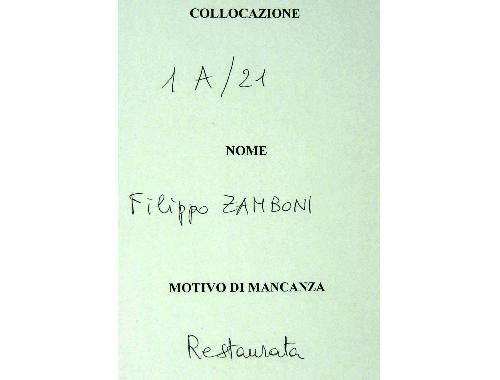 COLLOCAZIONE
1 A/21
NOME
Filippo ZAMBONI
MOTIVO DI MANCANZA
Restaurata